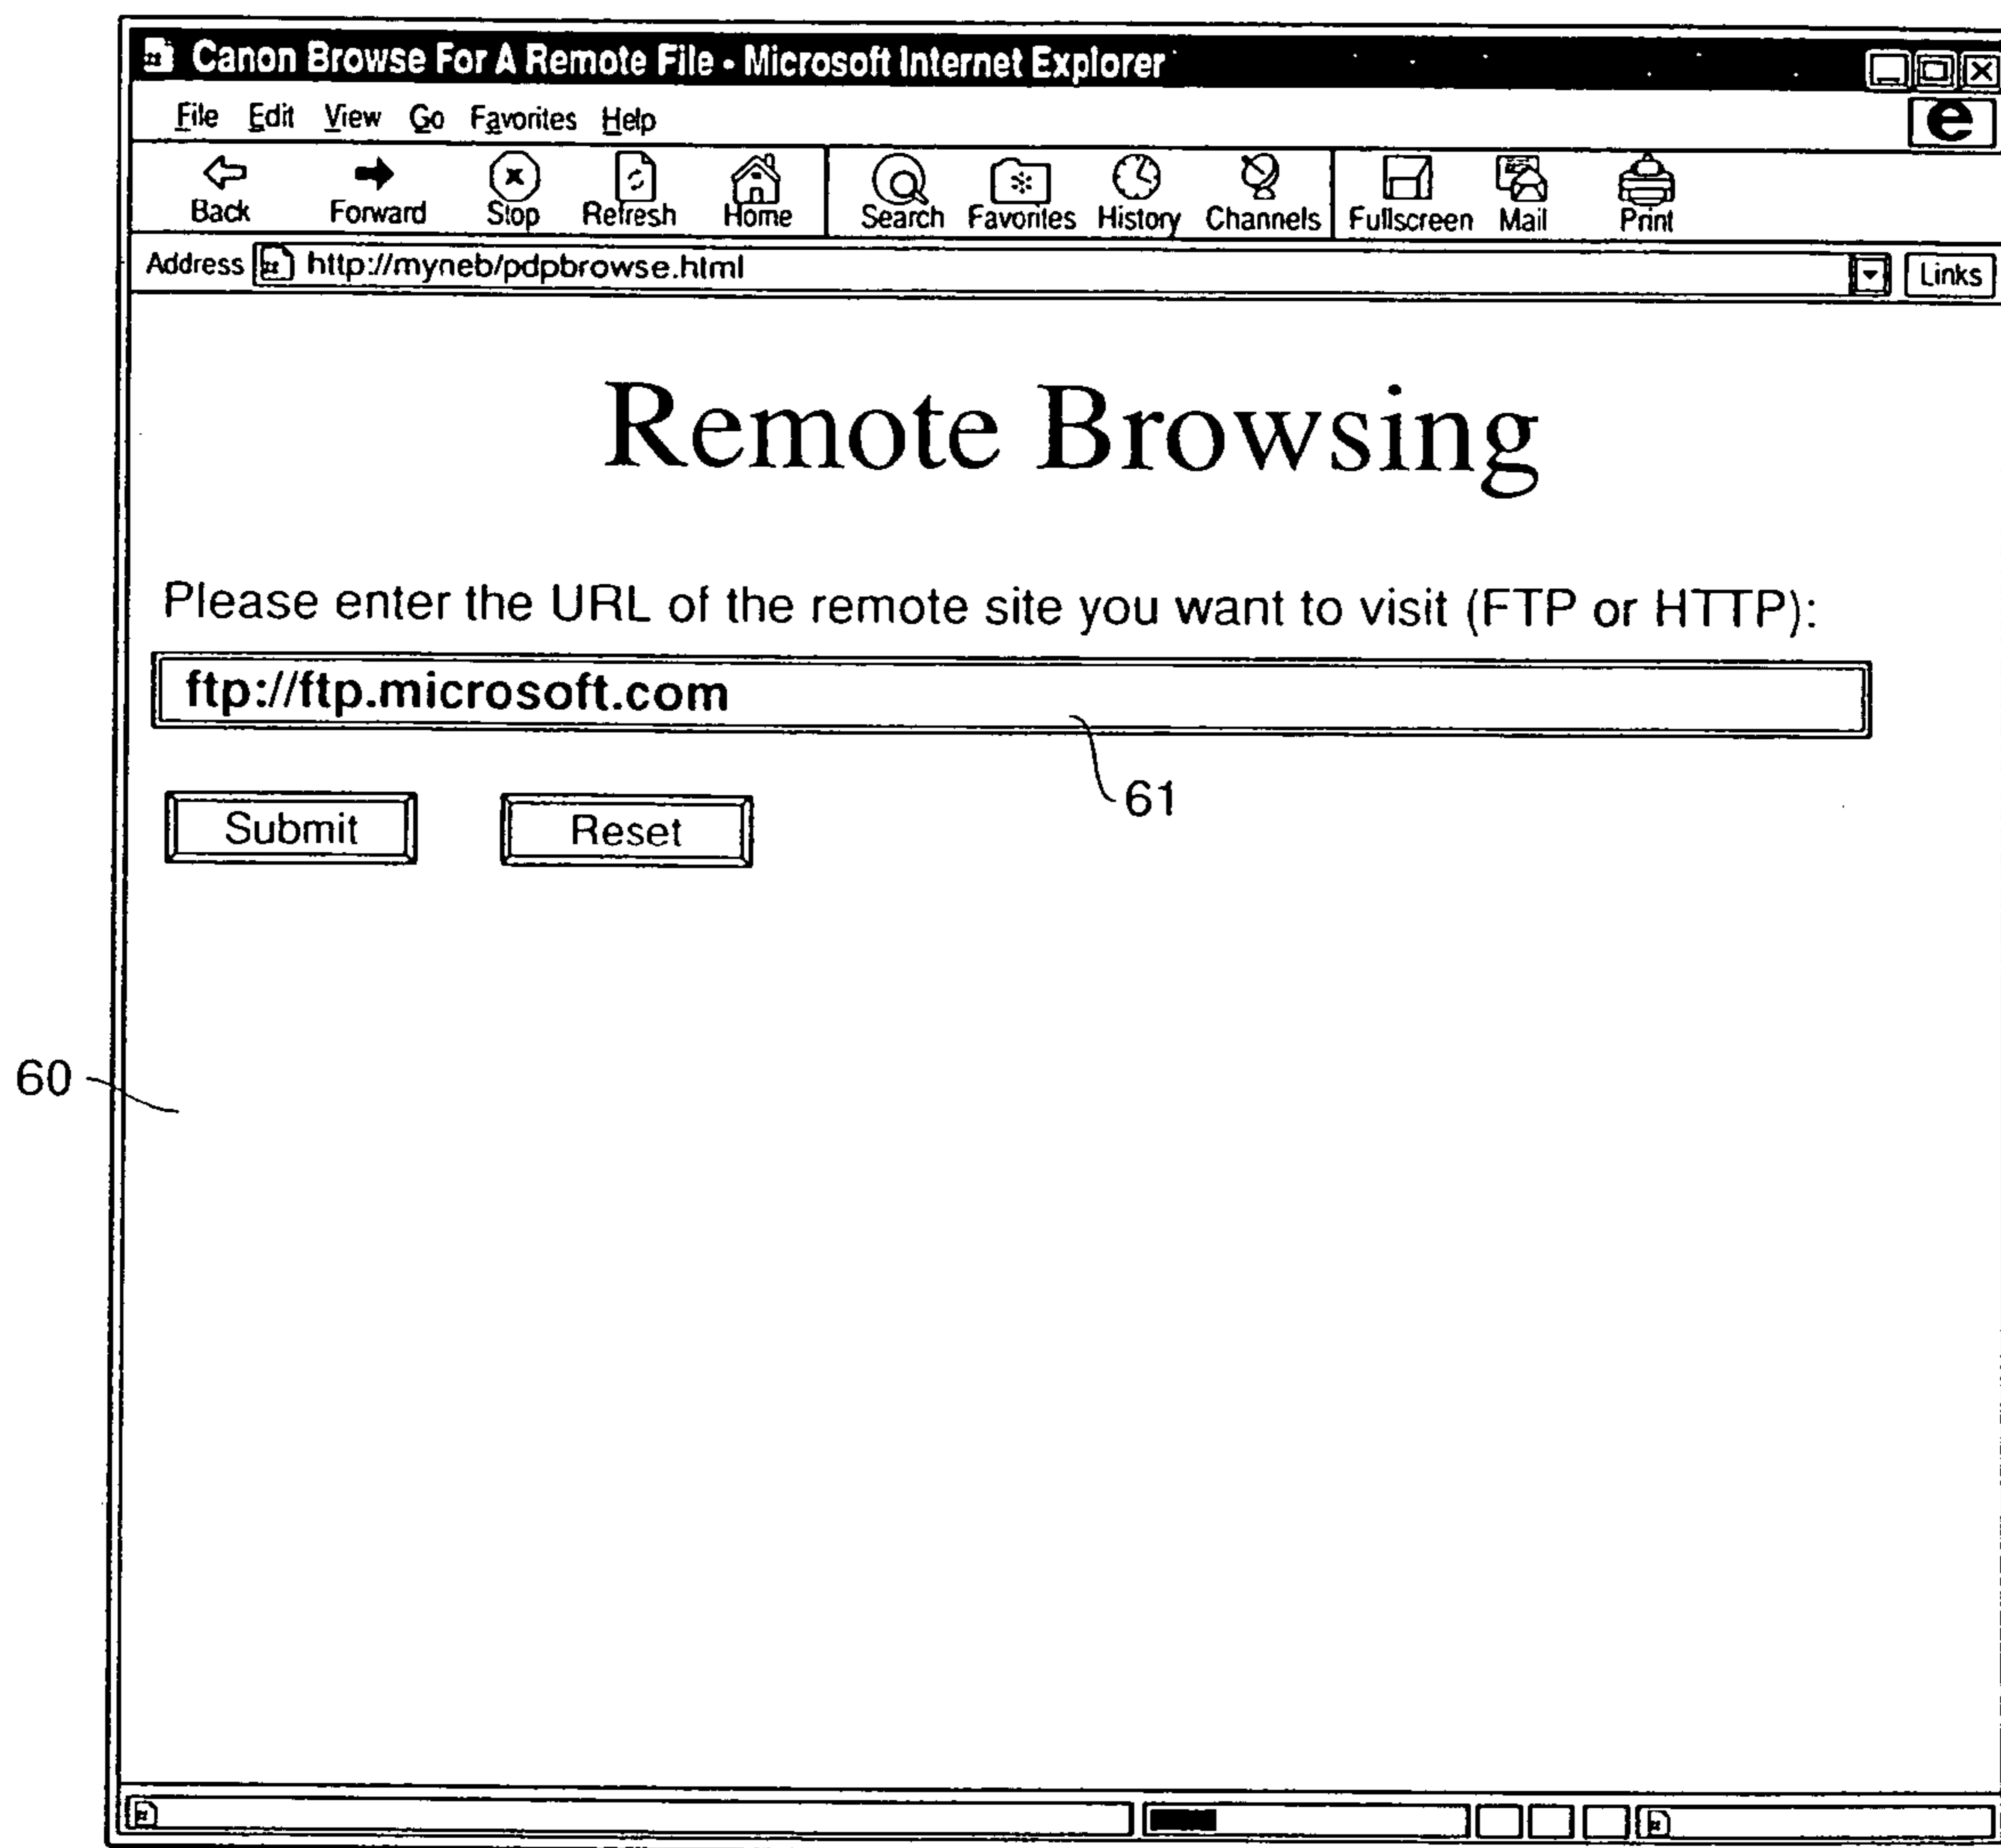 Canon Browse For A Remote File - Microsoft Internet Explorer
File Edit View Go Favorites Help
e
Back Forward Stop Refresh Home Search Favorites History Channels Fullscreen Mail Print
Address http://myneb/pdpbrowse.html Links
Remote Browsing
Please enter the URL of the remote site you want to visit (FTP or HTTP):
ftp://ftp.microsoft.com
61
Submit Reset
60